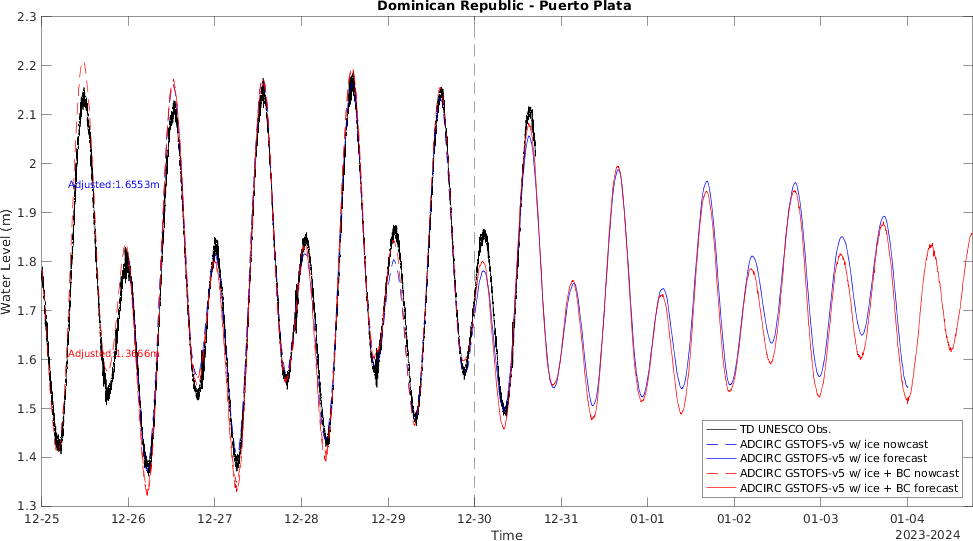 Dominican Republic - Puerto Plata
2.3
2.2
2.1
2
1.9
1.8
1.7
1.6
1.5
1.4
1.3
Water Level (m)
Adjusted:1.6553m
Adjusted:1.3666m
TD UNESCO Obs.
ADCIRC GSTOFS-v5 w/ ice nowcast
ADCIRC GSTOFS-v5 w/ ice forecast
ADCIRC GSTOFS-v5 w/ ice + BC nowcast
ADCIRC GSTOFS-v5 w/ ice + BC forecast
12-25 12-26 12-27 12-28 12-29 12-30 12-31 01-01 01-02 01-03 01-04
Time
2023-2024